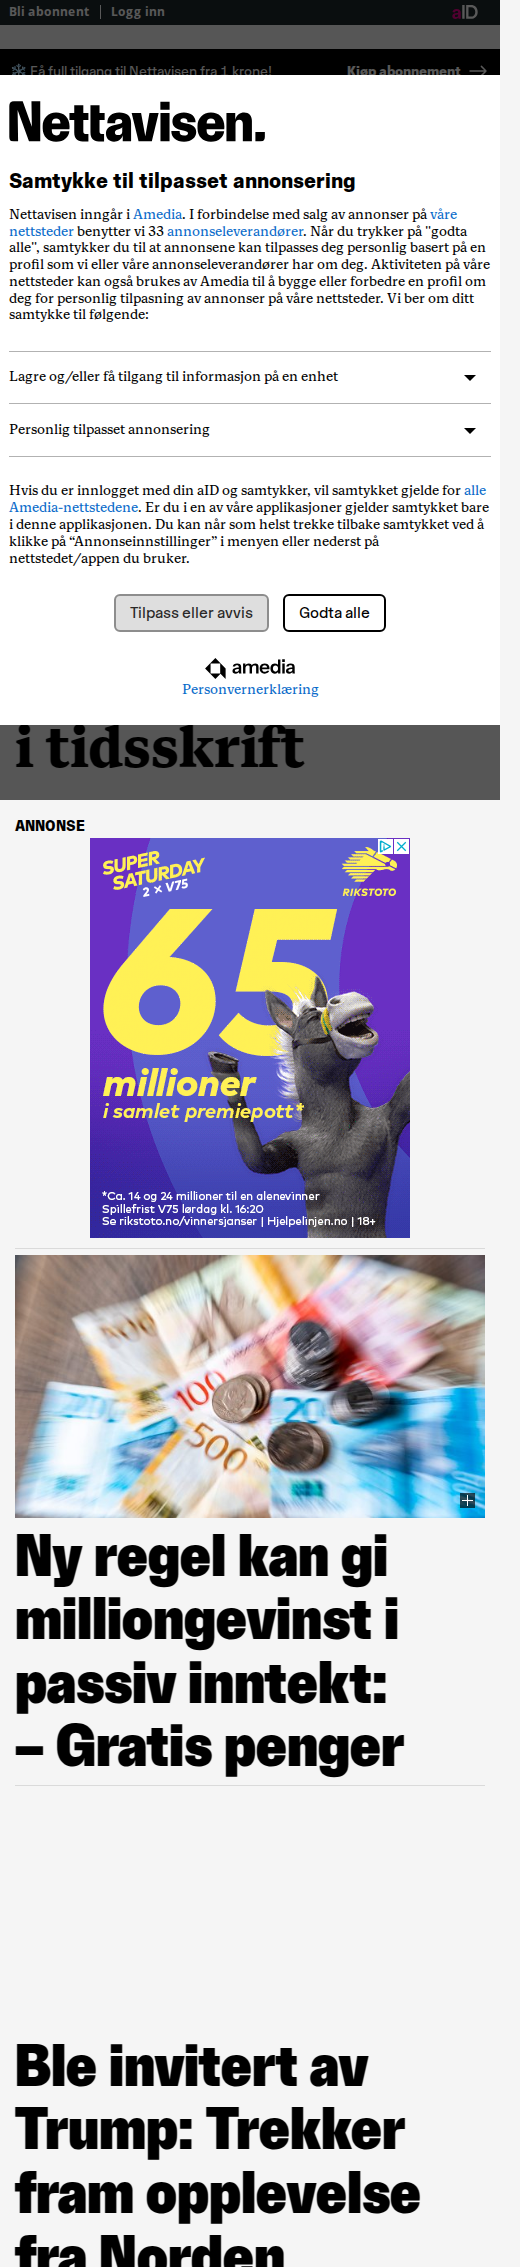 Bli abonnent | Logg inn
aID
Få full tilgang til Nettavisen fra 1 krone!
Kjøp abonnement
Nettavisen.
Samtykke til tilpasset annonsering
Nettavisen inngår i Amedia. I forbindelse med salg av annonser på våre
nettsteder benytter vi 33 annonseleverandører. Når du trykker på "godta
alle", samtykker du til at annonsene kan tilpasses deg personlig basert på en
profil som vi eller våre annonseleverandører har om deg. Aktiviteten på våre
nettsteder kan også brukes av Amedia til å bygge eller forbedre en profil om
deg for personlig tilpasning av annonser på våre nettsteder. Vi ber om ditt
samtykke til følgende:
Lagre og/eller få tilgang til informasjon på en enhet
Personlig tilpasset annonsering
Hvis du er innlogget med din aID og samtykker, vil samtykket gjelde for alle
Amedia-nettstedene. Er du i en av våre applikasjoner gjelder samtykket bare
i denne applikasjonen. Du kan når som helst trekke tilbake samtykket ved å
klikke på “Annonseinnstillinger” i menyen eller nederst på
nettstedet/appen du bruker.
Tilpass eller avvis
Godta alle
amedia
Personvernerklæring
i tidsskrift
ANNONSE
SUPER
SATURDAY
2 × V75
RIKSTOTO
65
millioner
i samlet premiepott*
*Ca. 14 og 24 millioner til en alenevinner
Spillefrist V75 lørdag kl. 16:20
Se rikstoto.no/vinnersjanser | Hjelpelinjen.no | 18+
100
20
500
Ny regel kan gi
milliongevinst i
passiv inntekt:
– Gratis penger
Ble invitert av
Trump: Trekker
fram opplevelse
fra Norden